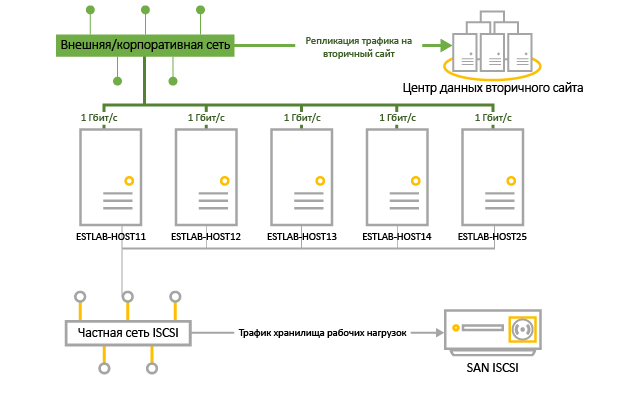 Внешняя/корпоративная сеть
Репликация трафика на
вторичный сайт
Центр данных вторичного сайта
1 Гбит/с 1 Гбит/с 1 Гбит/с 1 Гбит/с 1 Гбит/с
ESTLAB-HOST11 ESTLAB-HOST12 ESTLAB-HOST13 ESTLAB-HOST14 ESTLAB-HOST25
Частная сеть ISCSI
Трафик хранилища рабочих нагрузок
SAN ISCSI